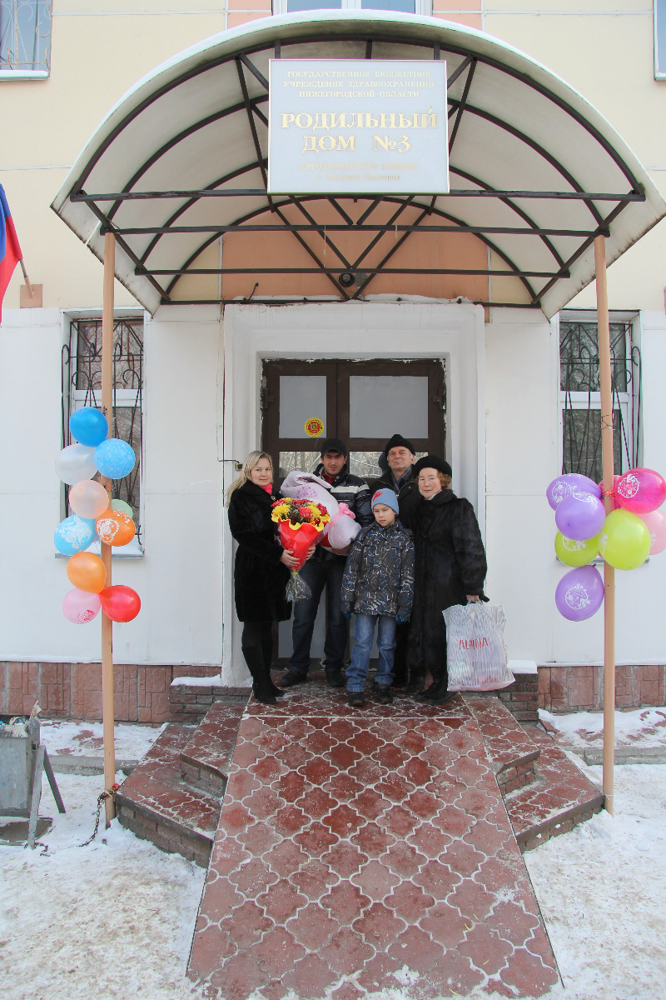 ГОСУДАРСТВЕННОЕ БЮДЖЕТНОЕ
УЧРЕЖДЕНИЕ ЗДРАВООХРАНЕНИЯ
НИЖЕГОРОДСКОЙ ОБЛАСТИ
РОДИЛЬНЫЙ
ДОМ №3